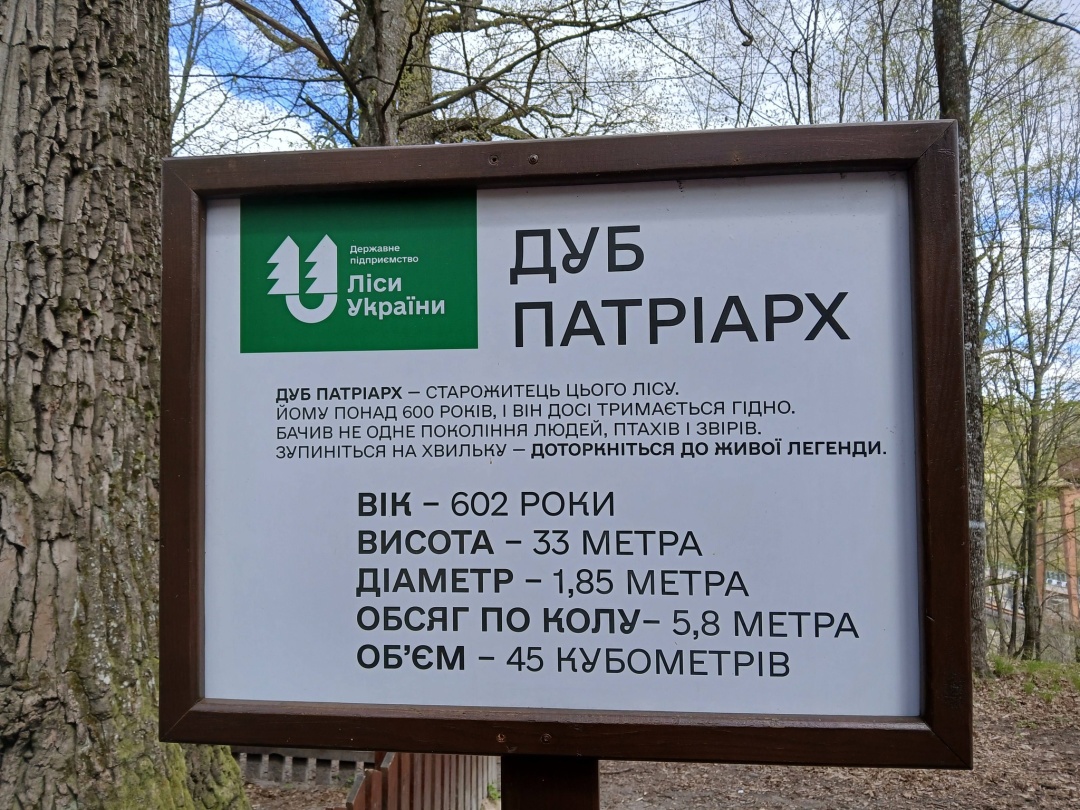 Державне
підприємство
Ліси
України
ДУБ
ПАТРІАРХ
ДУБ ПАТРІАРХ – СТАРОЖИТЕЦЬ ЦЬОГО ЛІСУ.
ЙОМУ ПОНАД 600 РОКІВ, І ВІН ДОСІ ТРИМАЄТЬСЯ ГІДНО.
БАЧИВ НЕ ОДНЕ ПОКОЛІННЯ ЛЮДЕЙ, ПТАХІВ І ЗВІРІВ.
ЗУПИНІТЬСЯ НА ХВИЛЬКУ – ДОТОРКНІТЬСЯ ДО ЖИВОЇ ЛЕГЕНДИ.
ВІК – 602 РОКИ
ВИСОТА – 33 МЕТРА
ДІАМЕТР – 1,85 МЕТРА
ОБСЯГ ПО КОЛУ– 5,8 МЕТРА
ОБ’ЄМ – 45 КУБОМЕТРІВ